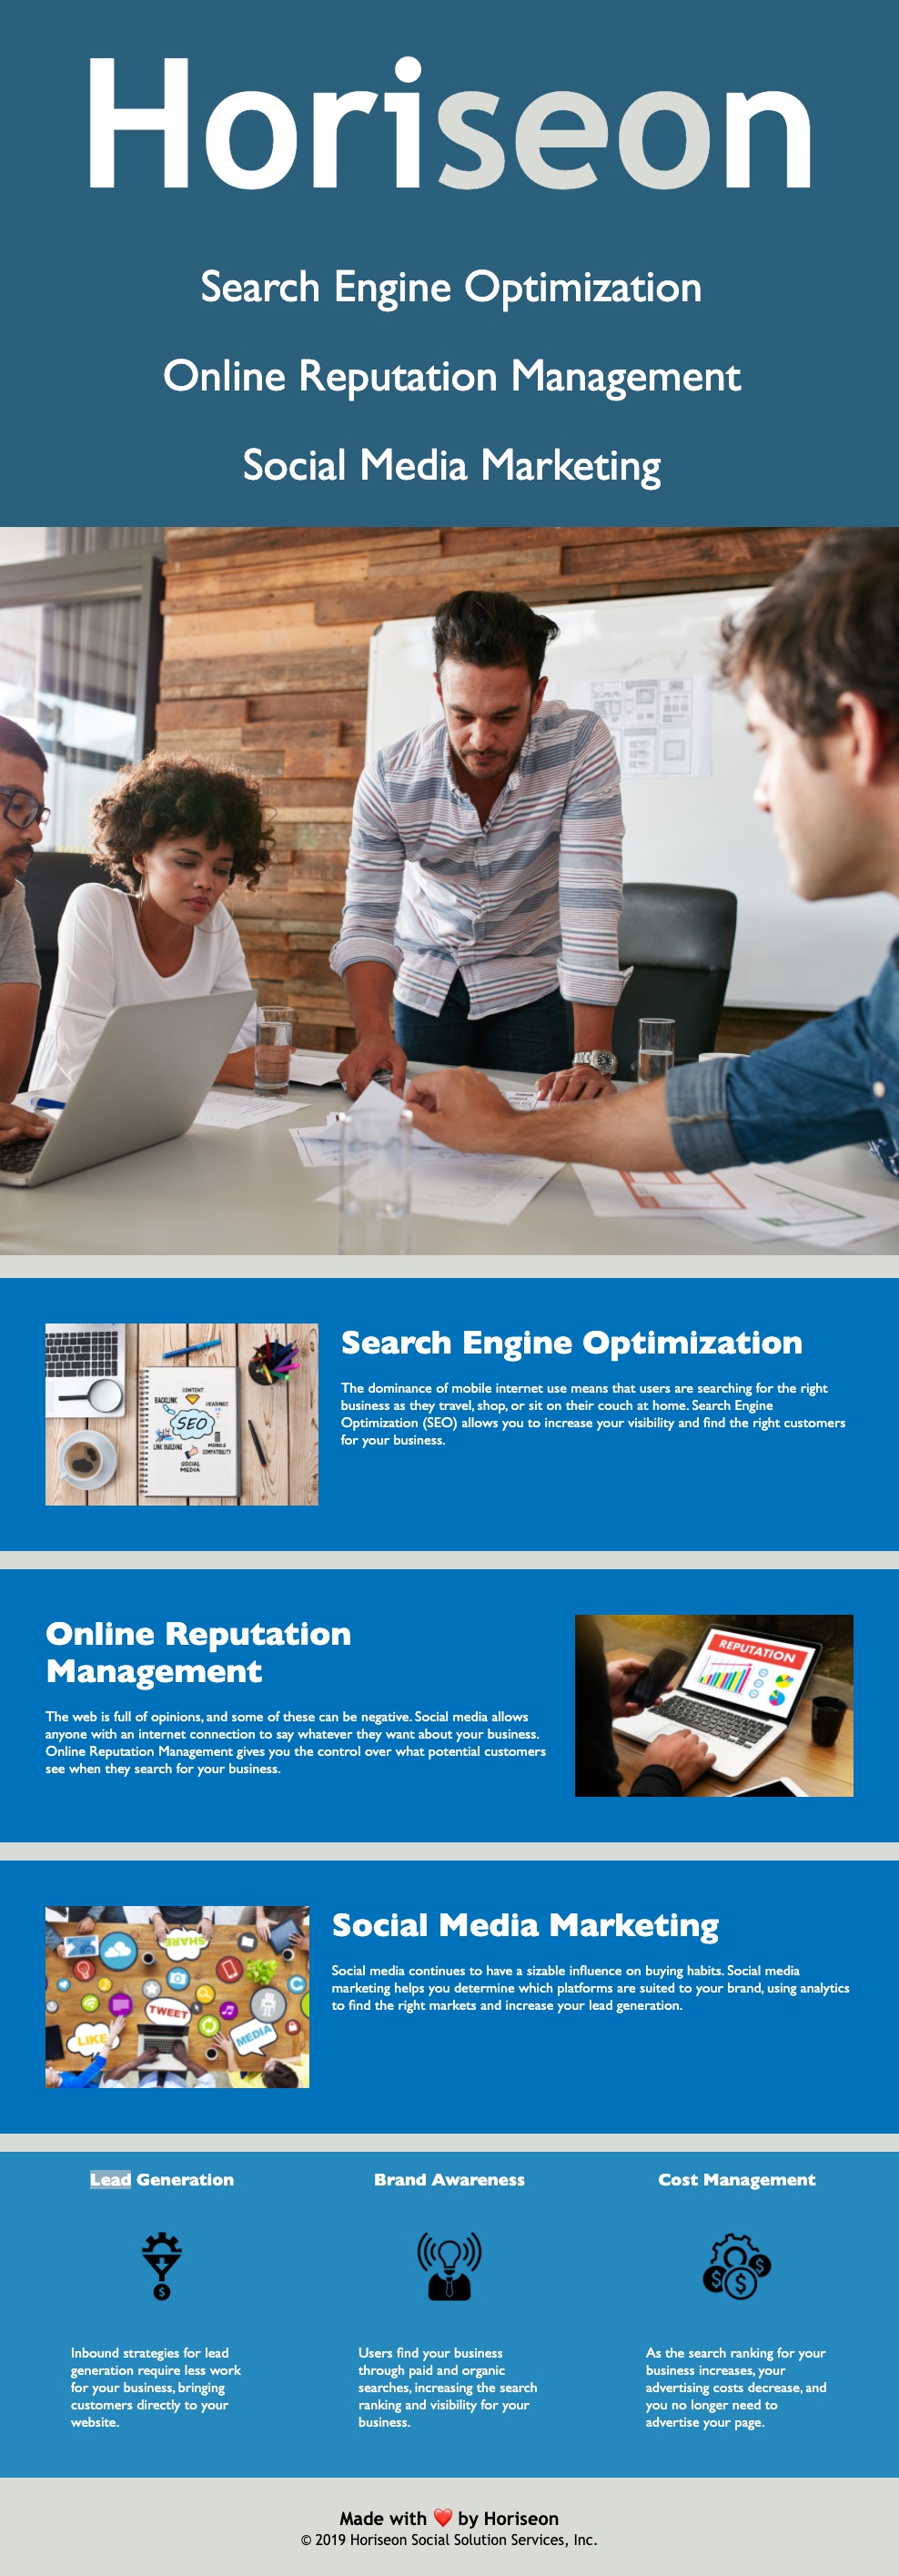 Horiseon
Search Engine Optimization
Online Reputation Management
Social Media Marketing
CONTENT
BACKLINK
SEO
LINK BUILDING
MOBILE
COMPATIBILITY
SOCIAL
MEDIA
Search Engine Optimization
The dominance of mobile internet use means that users are searching for the right
business as they travel, shop, or sit on their couch at home. Search Engine
Optimization (SEO) allows you to increase your visibility and find the right customers
for your business.
Online Reputation
Management
The web is full of opinions, and some of these can be negative. Social media allows
anyone with an internet connection to say whatever they want about your business.
Online Reputation Management gives you the control over what potential customers
see when they search for your business.
REPUTATION
SHARE
TWEET
LIKE
MEDIA
Social Media Marketing
Social media continues to have a sizable influence on buying habits. Social media
marketing helps you determine which platforms are suited to your brand, using analytics
to find the right markets and increase your lead generation.
Lead Generation
$
Inbound strategies for lead
generation require less work
for your business, bringing
customers directly to your
website.
Brand Awareness
Users find your business
through paid and organic
searches, increasing the search
ranking and visibility for your
business.
Cost Management
$ $ $
As the search ranking for your
business increases, your
advertising costs decrease, and
you no longer need to
advertise your page.
Made with ❤️ by Horiseon
© 2019 Horiseon Social Solution Services, Inc.